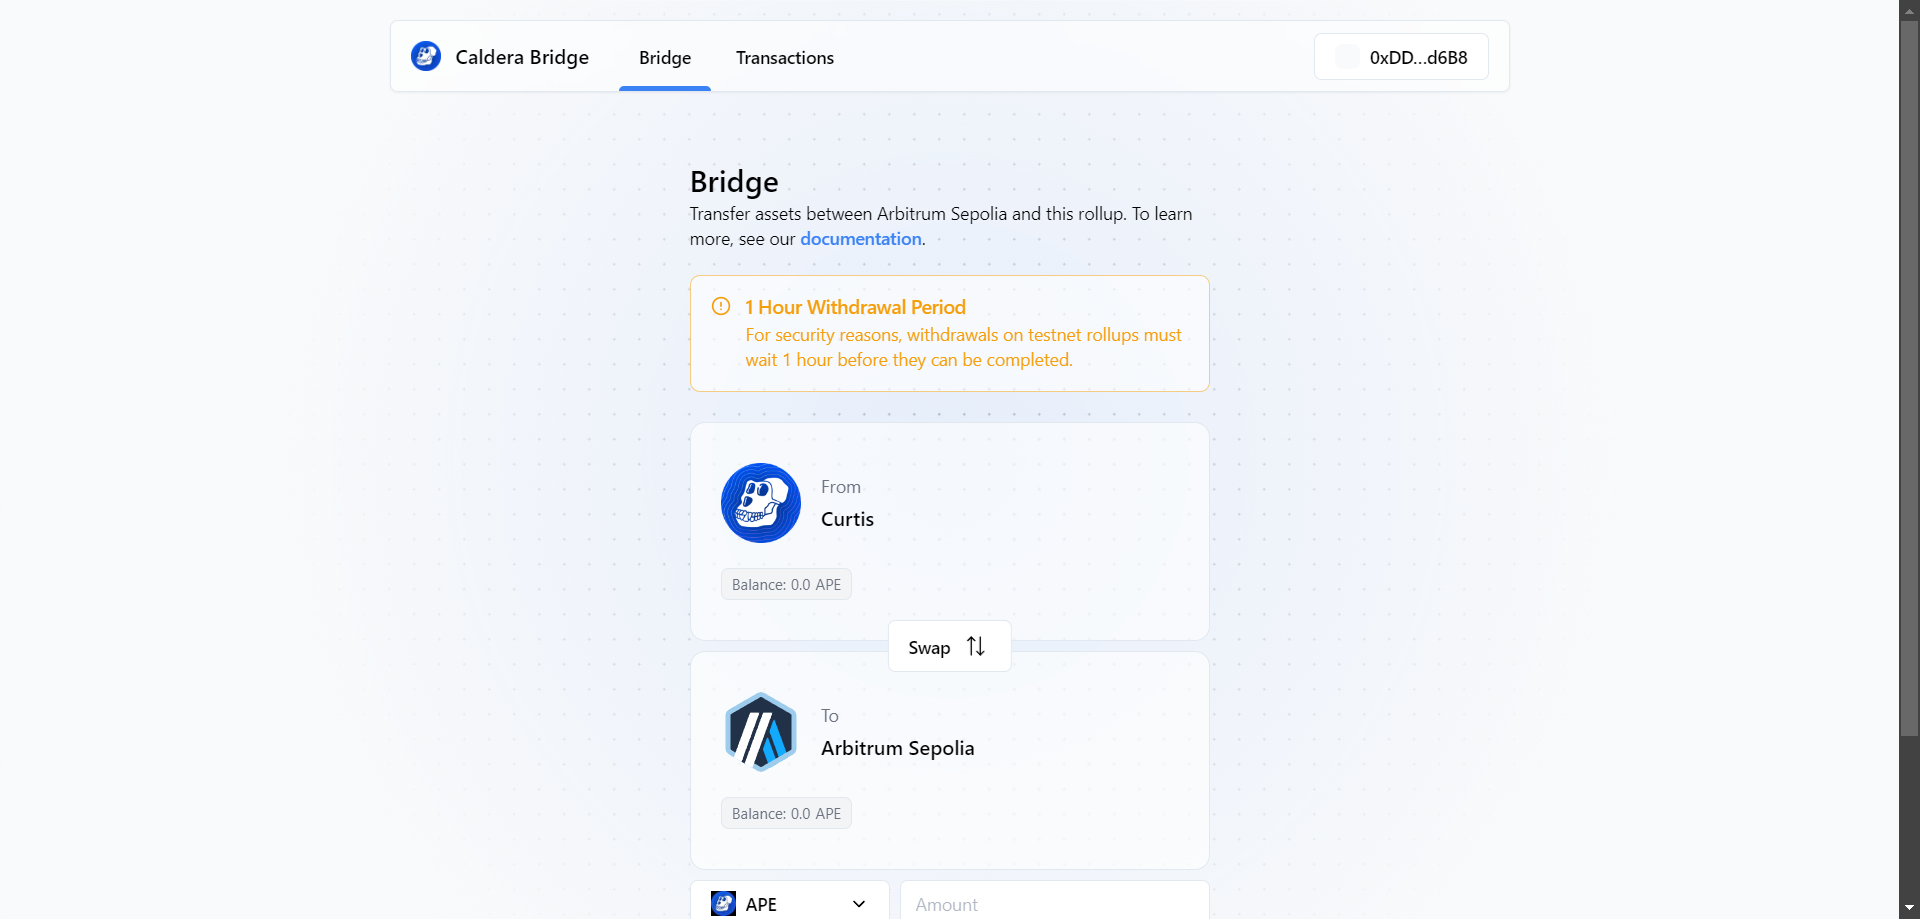 Caldera Bridge
Bridge
Transactions
0xDD...d6B8
Bridge
Transfer assets between Arbitrum Sepolia and this rollup. To learn
more, see our documentation.
1 Hour Withdrawal Period
For security reasons, withdrawals on testnet rollups must
wait 1 hour before they can be completed.
From
Curtis
Balance: 0.0 APE
Swap
To
Arbitrum Sepolia
Balance: 0.0 APE
APE
Amount